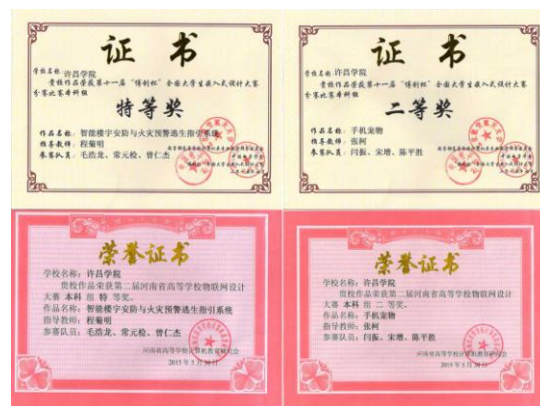 证书
学校名称：许昌学院
贵校作品荣获第十一届“博创杯”全国大学生嵌入式设计大赛
分赛北赛本科组
特等奖
作品名称：智能楼宇安防与火灾预警逃生指引系统
指导教师：程菊明
参赛队员：毛浩龙、常元检、曾仁杰
证书
学校名称：许昌学院
贵校作品荣获第十一届“博创杯”全国大学生嵌入式设计大赛
分赛北赛本科组
二等奖
作品名称：手机宠物
指导教师：张柯
参赛队员：闫振、宋增、陈平胜
荣誉证书
学校名称：许昌学院
贵校作品荣获第二届河南省高等学校物联网设计
大赛 本科 组 特 等奖。
作品名称：智能楼宇安防与火灾预警逃生指引系统
指导教师：程菊明
参赛队员：毛浩龙、常元检、曾仁杰
河南省高等学校计算机教育研究会
2015 年 5 月 30 日
荣誉证书
学校名称：许昌学院
贵校作品荣获第二届河南省高等学校物联网设计
大赛 本科 组 二 等奖。
作品名称：手机宠物
指导教师：张柯
参赛队员：闫振、宋增、陈平胜
河南省高等学校计算机教育研究会
2015 年 5 月 30 日